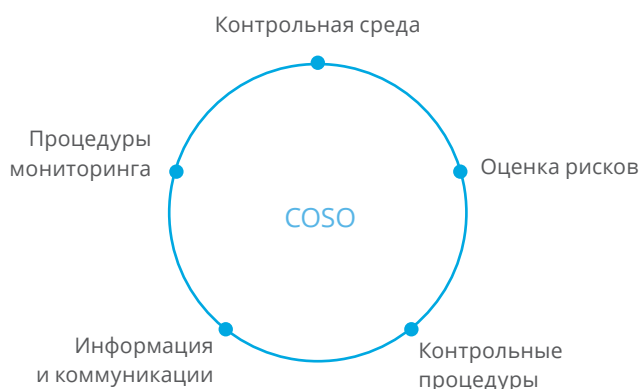 Контрольная среда
Процедуры
мониторинга
Оценка рисков
COSO
Информация
и коммуникации
Контрольные
процедуры